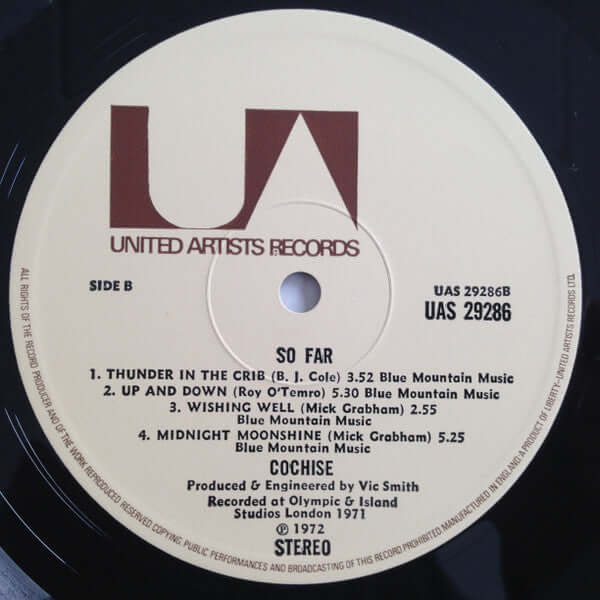 UA
UNITED ARTISTS RECORDS
SIDE B
UAS 29286B
UAS 29286
SO FAR
1. THUNDER IN THE CRIB (B. J. Cole) 3.52 Blue Mountain Music
2. UP AND DOWN (Roy O'Temro) 5.30 Blue Mountain Music
3. WISHING WELL (Mick Grabham) 2.55
Blue Mountain Music
4. MIDNIGHT MOONSHINE (Mick Grabham) 5.25
Blue Mountain Music
COCHISE
Produced & Engineered by Vic Smith
Recorded at Olympic & Island
Studios London 1971
℗ 1972
STEREO
ALL RIGHTS OF THE RECORD PRODUCER AND OF THE OWNER OF THE WORK REPRODUCED RESERVED COPYING, PUBLIC PERFORMANCES AND BROADCASTING OF THIS RECORD PROHIBITED. MANUFACTURED IN ENGLAND A PRODUCT OF LIBERTY-UNITED ARTISTS RECORDS LTD.